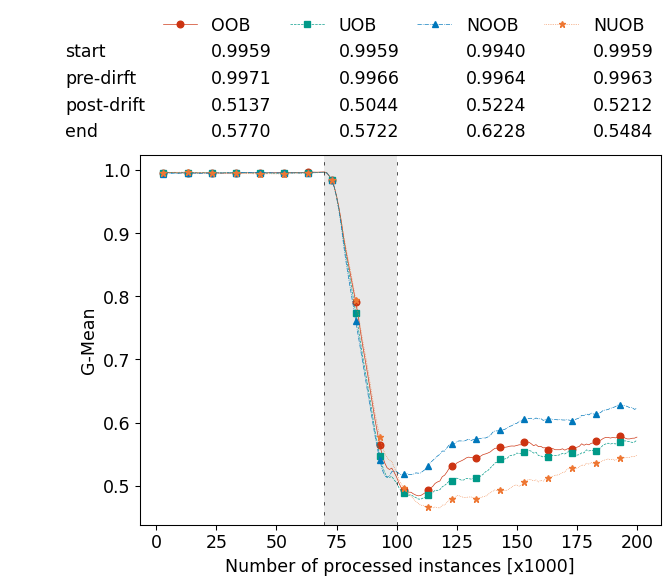 OOB UOB NOOB NUOB
start 0.9959 0.9959 0.9940 0.9959
pre-dirft 0.9971 0.9966 0.9964 0.9963
post-drift 0.5137 0.5044 0.5224 0.5212
end 0.5770 0.5722 0.6228 0.5484
1.0
0.9
0.8
0.7
0.6
0.5
G-Mean
0 25 50 75 100 125 150 175 200
Number of processed instances [x1000]